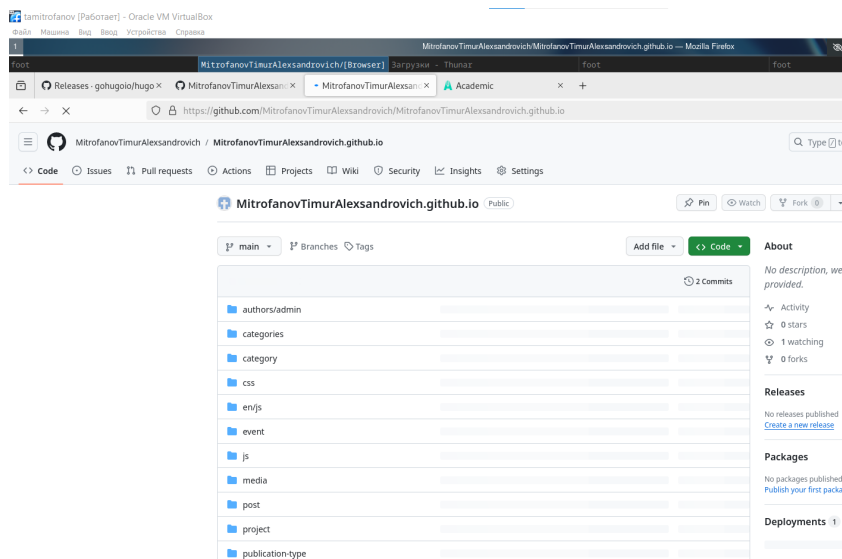 tamitrofanov [Работает] - Oracle VM VirtualBox
Файл Машина Вид Ввод Устройства Справка
1 MitrofanovTimurAlexsandrovich/MitrofanovTimurAlexsandrovich.github.io — Mozilla Firefox
foot MitrofanovTimurAlexsandrovich/[Browser] Загрузки - Thunar foot foot
Releases · gohugoio/hugo MitrofanovTimurAlexsand MitrofanovTimurAlexsand Academic
https://github.com/MitrofanovTimurAlexsandrovich/MitrofanovTimurAlexsandrovich.github.io
MitrofanovTimurAlexsandrovich / MitrofanovTimurAlexsandrovich.github.io Type / to
Code Issues Pull requests Actions Projects Wiki Security Insights Settings
MitrofanovTimurAlexsandrovich.github.io Public Pin Watch Fork 0
main Branches Tags Add file Code About
No description, we
provided.
2 Commits
authors/admin Activity
0 stars
categories 1 watching
category 0 forks
css Releases
en/js No releases published
event Create a new release
js Packages
media No packages published
Publish your first packa
post
project Deployments 1
publication-type